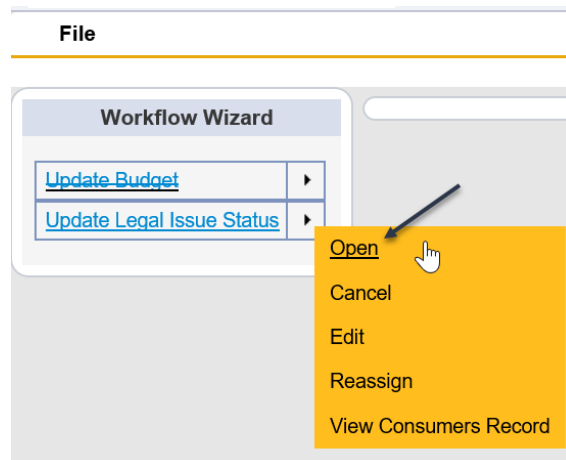 File
Workflow Wizard
Update Budget
Update Legal Issue Status
Open
Cancel
Edit
Reassign
View Consumers Record